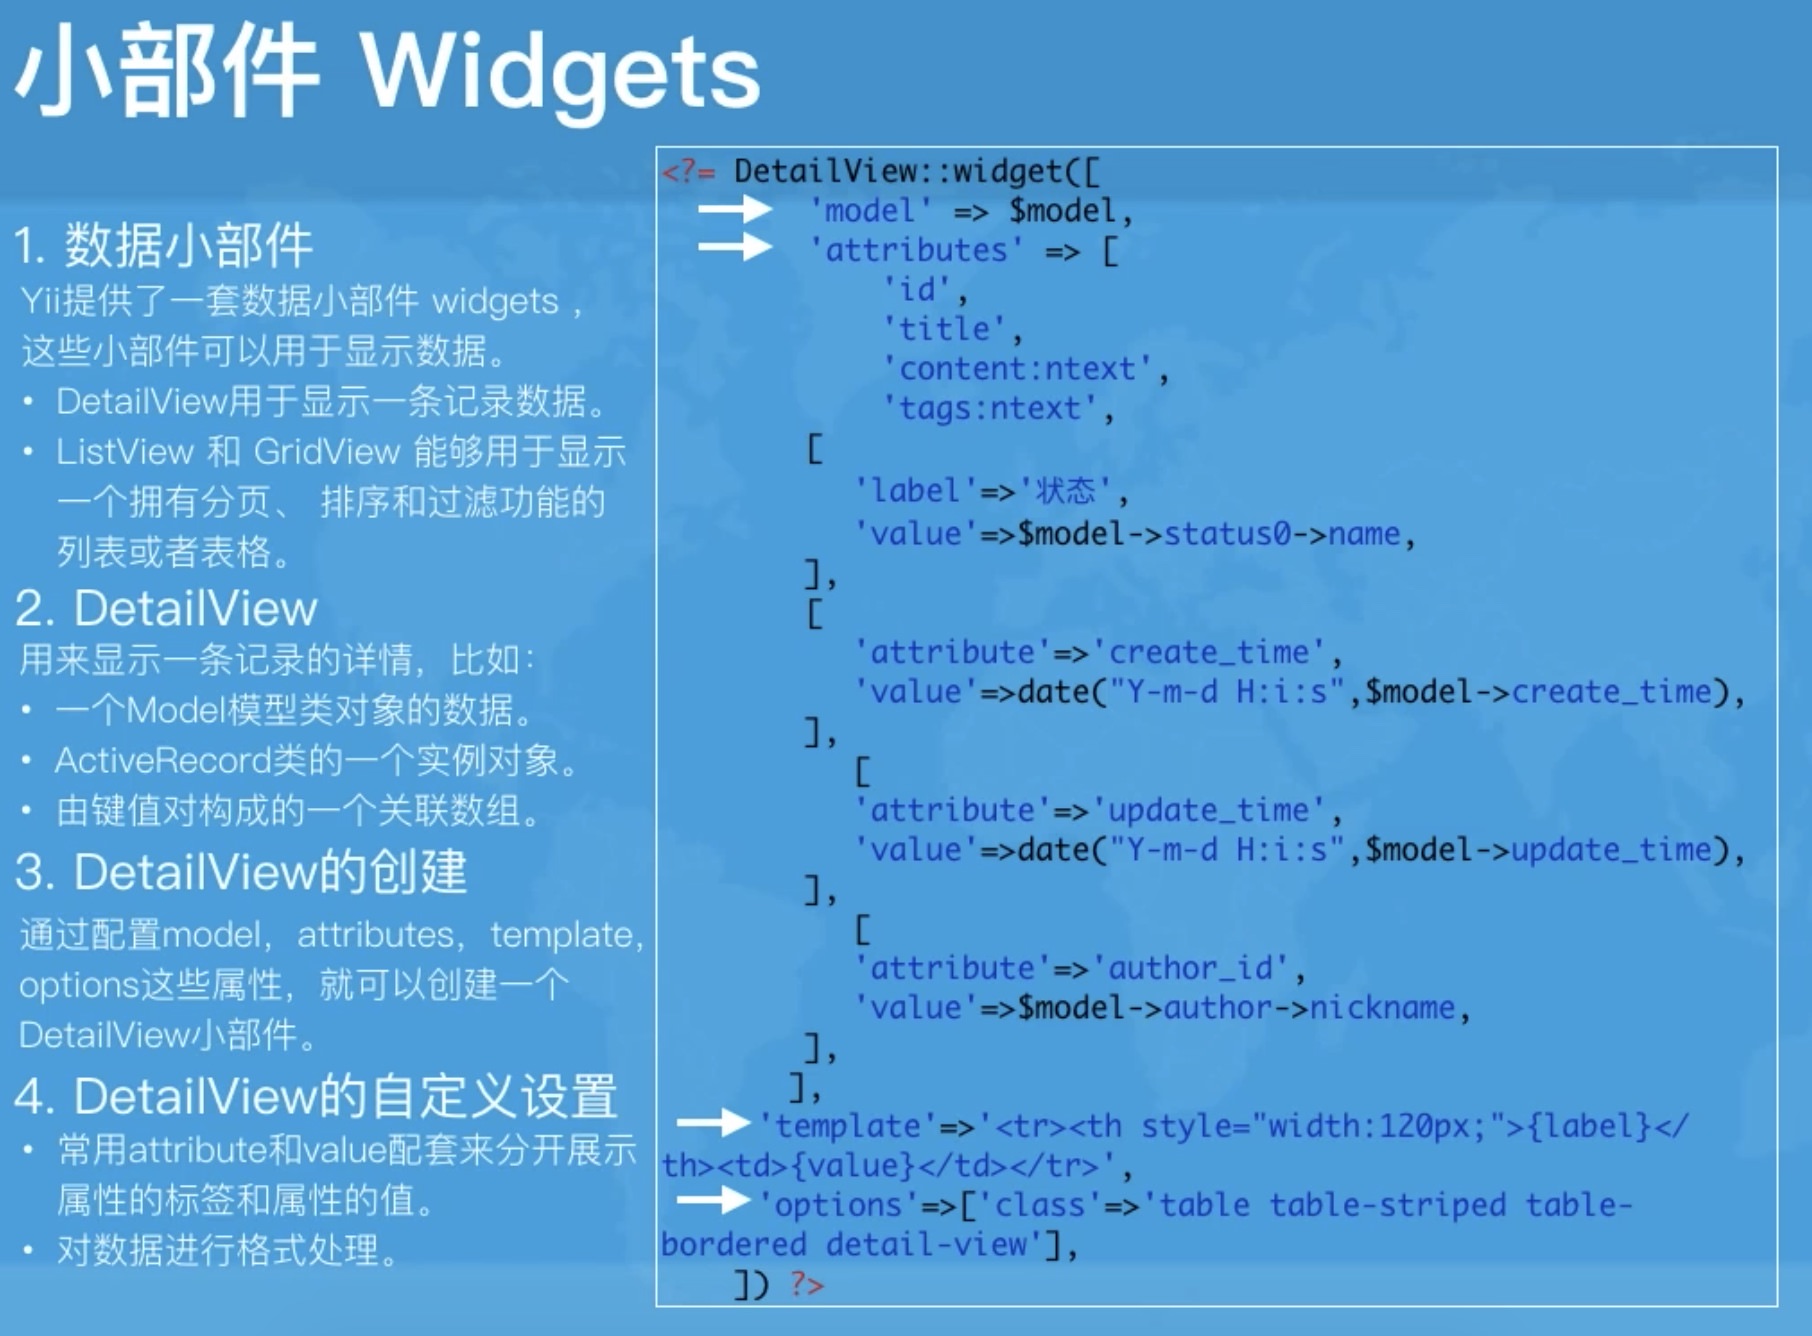 小部件 Widgets
1. 数据小部件
Yii提供了一套数据小部件 widgets ，
这些小部件可以用于显示数据。
• DetailView用于显示一条记录数据。
• ListView 和 GridView 能够用于显示
一个拥有分页、 排序和过滤功能的
列表或者表格。
2. DetailView
用来显示一条记录的详情，比如：
• 一个Model模型类对象的数据。
• ActiveRecord类的一个实例对象。
• 由键值对构成的一个关联数组。
3. DetailView的创建
通过配置model，attributes，template，
options这些属性，就可以创建一个
DetailView小部件。
4. DetailView的自定义设置
• 常用attribute和value配套来分开展示
属性的标签和属性的值。
• 对数据进行格式处理。
<?= DetailView::widget([
'model' => $model,
'attributes' => [
'id',
'title',
'content:ntext',
'tags:ntext',
[
'label'=>'状态',
'value'=>$model->status0->name,
],
[
'attribute'=>'create_time',
'value'=>date("Y-m-d H:i:s",$model->create_time),
],
[
'attribute'=>'update_time',
'value'=>date("Y-m-d H:i:s",$model->update_time),
],
[
'attribute'=>'author_id',
'value'=>$model->author->nickname,
],
],
'template'=>'<tr><th style="width:120px;">{label}</
th><td>{value}</td></tr>',
'options'=>['class'=>'table table-striped table-
bordered detail-view'],
]) ?>